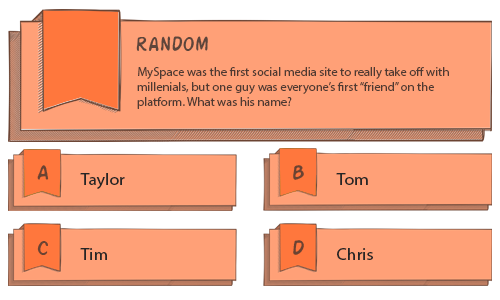 RANDOM
MySpace was the first social media site to really take off with
millenials, but one guy was everyone's first "friend" on the
platform. What was his name?
A Taylor
B Tom
C Tim
D Chris